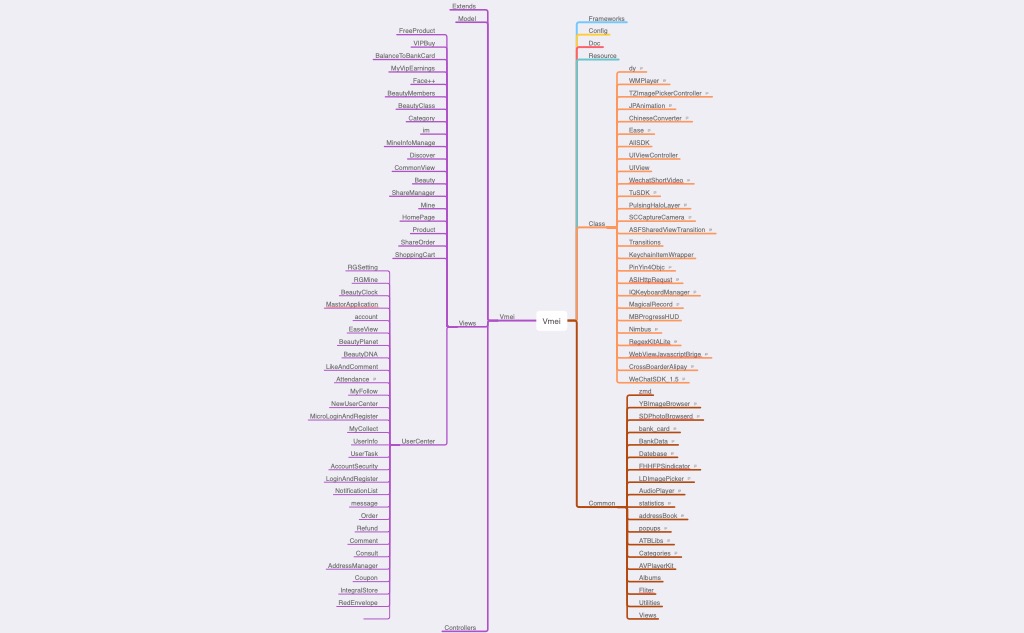 Extends
Model
FreeProduct
VIPBuy
BalanceToBankCard
MyVipEarnings
Face++
BeautyMembers
BeautyClass
Category
im
MineInfoManage
Discover
CommonView
Beauty
ShareManager
Mine
HomePage
Product
ShareOrder
ShoppingCart
RGSetting
RGMine
BeautyClock
MastorApplication
account
EaseView
BeautyPlanet
BeautyDNA
LikeAndComment
Attendance
MyFollow
NewUserCenter
MicroLoginAndRegister
MyCollect
UserInfo
UserTask
AccountSecurity
LoginAndRegister
NotificationList
message
Order
Refund
Comment
Consult
AddressManager
Coupon
IntegralStore
RedEnvelope
UserCenter
Views
Controllers
Vmei
Vmei
Frameworks
Config
Doc
Resource
Class
dy
WMPlayer
TZImagePickerController
JPAnimation
ChineseConverter
Ease
AliSDK
UIViewController
UIView
WechatShortVideo
TuSDK
PulsingHaloLayer
SCCaptureCamera
ASFSharedViewTransition
Transitions
KeychainItemWrapper
PinYin4Objc
ASIHttpRequst
IQKeyboardManager
MagicalRecord
MBProgressHUD
Nimbus
RegexKitALite
WebViewJavascriptBrige
CrossBoarderAlipay
WeChatSDK_1.5
Common
zmd
YBImageBrowser
SDPhotoBrowserd
bank_card
BankData
Datebase
FHHFPSindicator
LDImagePicker
AudioPlayer
statistics
addressBook
popups
ATBLibs
Categories
AVPlayerKit
Albums
Filter
Utilities
Views